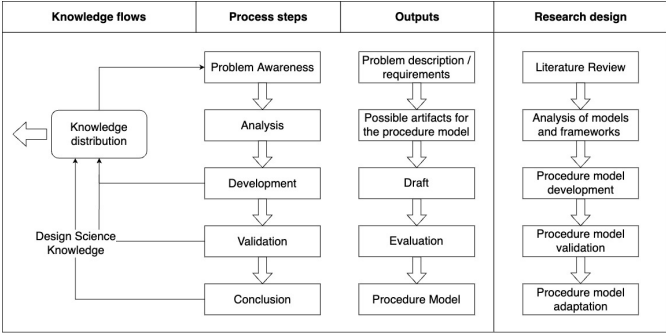 Knowledge flows
Process steps
Outputs
Research design
Problem Awareness
Problem description /
requirements
Literature Review
Knowledge
distribution
Analysis
Possible artifacts for
the procedure model
Analysis of models
and frameworks
Development
Draft
Procedure model
development
Design Science
Knowledge
Validation
Evaluation
Procedure model
validation
Conclusion
Procedure Model
Procedure model
adaptation